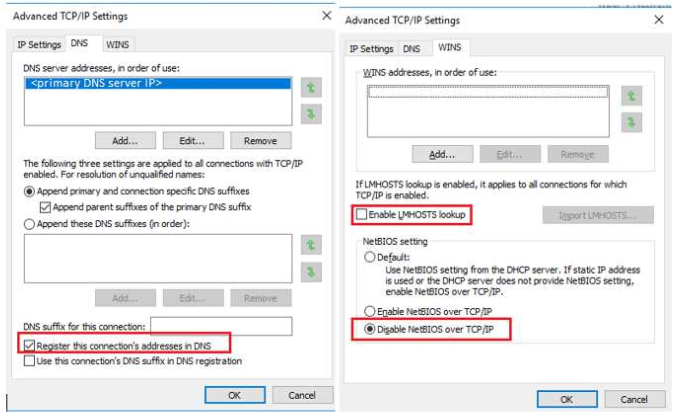 Advanced TCP/IP Settings
IP Settings DNS WINS
DNS server addresses, in order of use:
<primary DNS server IP>
Add... Edit... Remove
The following three settings are applied to all connections with TCP/IP
enabled. For resolution of unqualified names:
Append primary and connection specific DNS suffixes
Append parent suffixes of the primary DNS suffix
Append these DNS suffixes (in order):
Add... Edit... Remove
DNS suffix for this connection:
Register this connection's addresses in DNS
Use this connection's DNS suffix in DNS registration
OK Cancel
Advanced TCP/IP Settings
IP Settings DNS WINS
WINS addresses, in order of use:
Add... Edit... Remove
If LMHOSTS lookup is enabled, it applies to all connections for which
TCP/IP is enabled.
Enable LMHOSTS lookup
Import LMHOSTS...
NetBIOS setting
Default:
Use NetBIOS setting from the DHCP server. If static IP address
is used or the DHCP server does not provide NetBIOS setting,
enable NetBIOS over TCP/IP.
Enable NetBIOS over TCP/IP
Disable NetBIOS over TCP/IP
OK Cancel